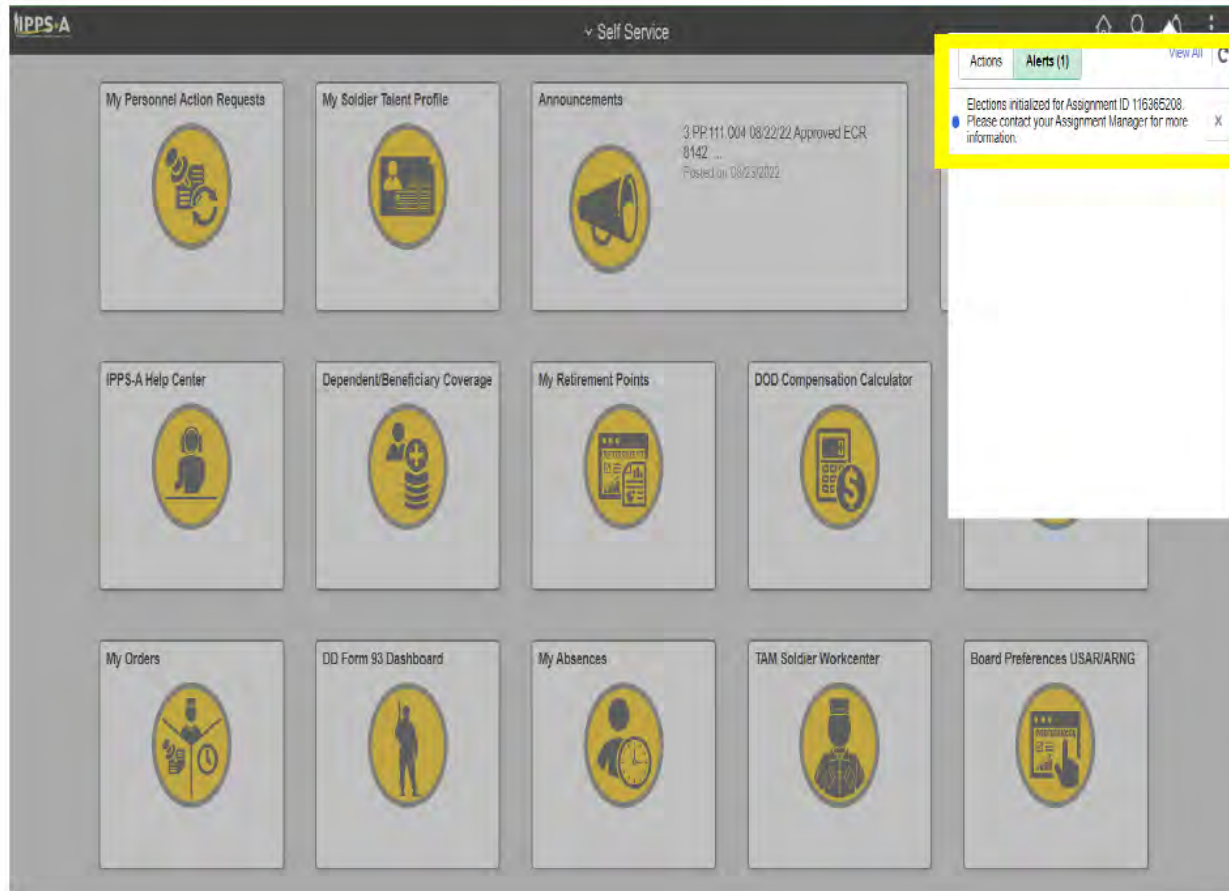 IPPS-A
Self Service
Actions
Alerts (1)
View All
Elections initialized for Assignment ID 116365208.
Please contact your Assignment Manager for more
information.
X
My Personnel Action Requests
My Soldier Talent Profile
Announcements
3 PP.111.004 08/22/22 Approved ECR
8142 ...
Posted on 08/23/2022
IPPS-A Help Center
Dependent/Beneficiary Coverage
My Retirement Points
DOD Compensation Calculator
My Orders
DD Form 93 Dashboard
My Absences
TAM Soldier Workcenter
Board Preferences USAR/ARNG